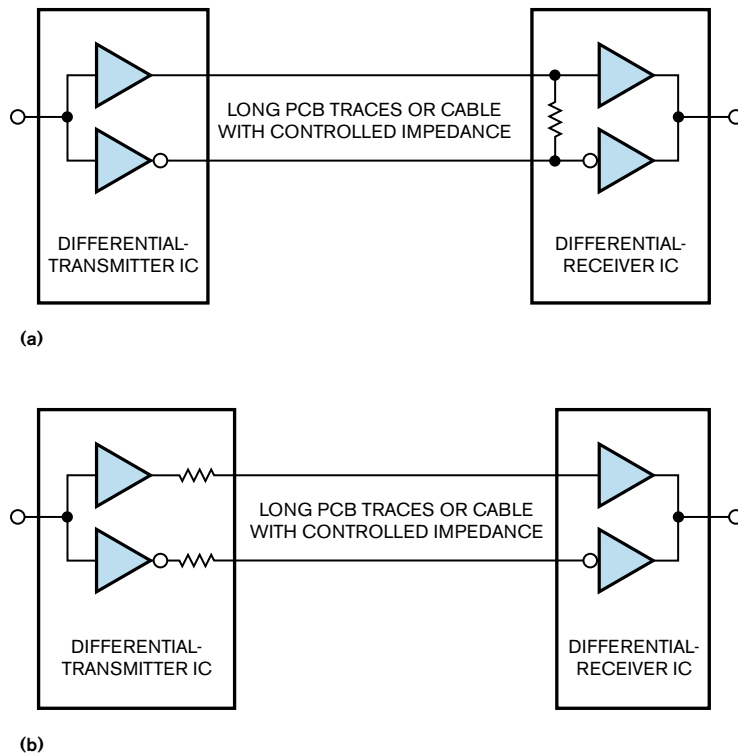 LONG PCB TRACES OR CABLE
WITH CONTROLLED IMPEDANCE
DIFFERENTIAL-
TRANSMITTER IC
DIFFERENTIAL-
RECEIVER IC
(a)
LONG PCB TRACES OR CABLE
WITH CONTROLLED IMPEDANCE
DIFFERENTIAL-
TRANSMITTER IC
DIFFERENTIAL-
RECEIVER IC
(b)